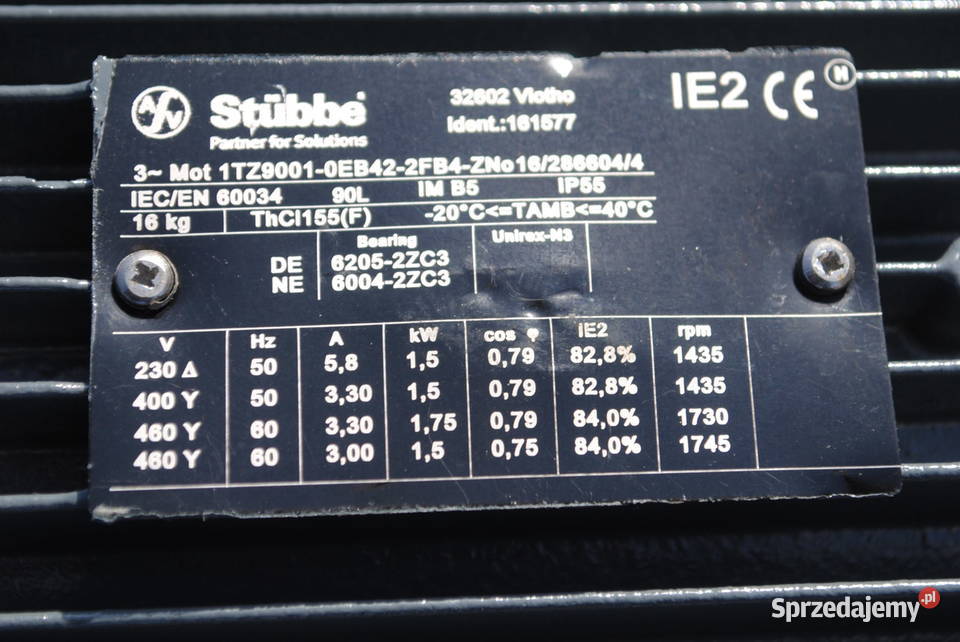 ASV Stübbe®
Partner for Solutions
32602 Vlotho
Ident.:161577
IE2 CE H
3~ Mot 1TZ9001-0EB42-2FB4-ZNo16/286604/4
IEC/EN 60034 90L IM B5 IP55
16 kg ThCl155(F) -20°C<=TAMB<=40°C
Bearing Unirex-N3
DE 6205-2ZC3
NE 6004-2ZC3
V Hz A kW cos φ IE2 rpm
230 Δ 50 5,8 1,5 0,79 82,8% 1435
400 Y 50 3,30 1,5 0,79 82,8% 1435
460 Y 60 3,30 1,75 0,79 84,0% 1730
460 Y 60 3,00 1,5 0,75 84,0% 1745
Sprzedajemy.pl